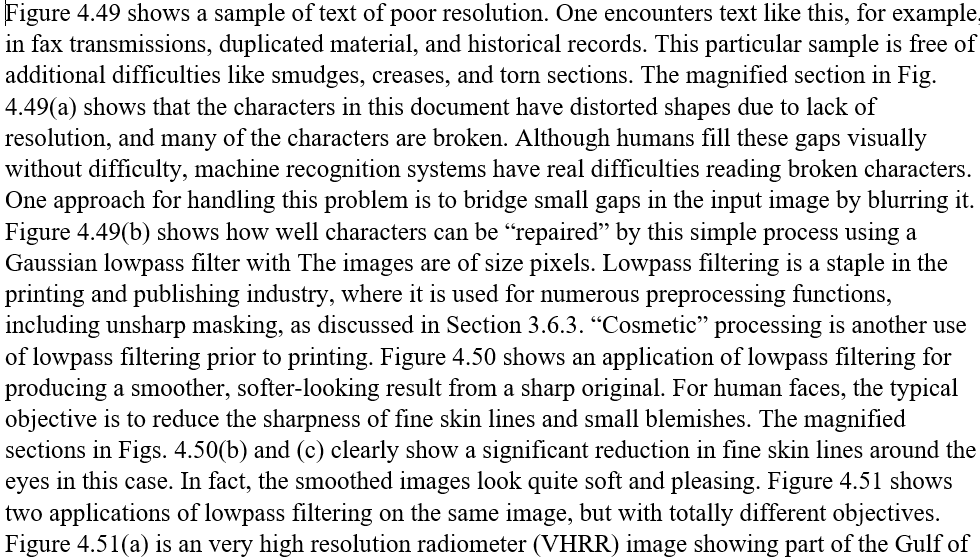 Figure 4.49 shows a sample of text of poor resolution. One encounters text like this, for example,
in fax transmissions, duplicated material, and historical records. This particular sample is free of
additional difficulties like smudges, creases, and torn sections. The magnified section in Fig.
4.49(a) shows that the characters in this document have distorted shapes due to lack of
resolution, and many of the characters are broken. Although humans fill these gaps visually
without difficulty, machine recognition systems have real difficulties reading broken characters.
One approach for handling this problem is to bridge small gaps in the input image by blurring it.
Figure 4.49(b) shows how well characters can be “repaired” by this simple process using a
Gaussian lowpass filter with The images are of size pixels. Lowpass filtering is a staple in the
printing and publishing industry, where it is used for numerous preprocessing functions,
including unsharp masking, as discussed in Section 3.6.3. “Cosmetic” processing is another use
of lowpass filtering prior to printing. Figure 4.50 shows an application of lowpass filtering for
producing a smoother, softer-looking result from a sharp original. For human faces, the typical
objective is to reduce the sharpness of fine skin lines and small blemishes. The magnified
sections in Figs. 4.50(b) and (c) clearly show a significant reduction in fine skin lines around the
eyes in this case. In fact, the smoothed images look quite soft and pleasing. Figure 4.51 shows
two applications of lowpass filtering on the same image, but with totally different objectives.
Figure 4.51(a) is an very high resolution radiometer (VHRR) image showing part of the Gulf of